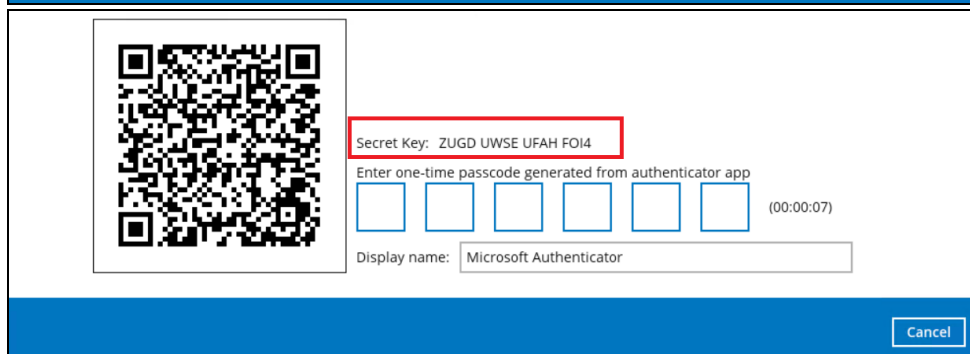 Secret Key: ZUGD UWSE UFAH FOI4
Enter one-time passcode generated from authenticator app
(00:00:07)
Display name: Microsoft Authenticator
Cancel